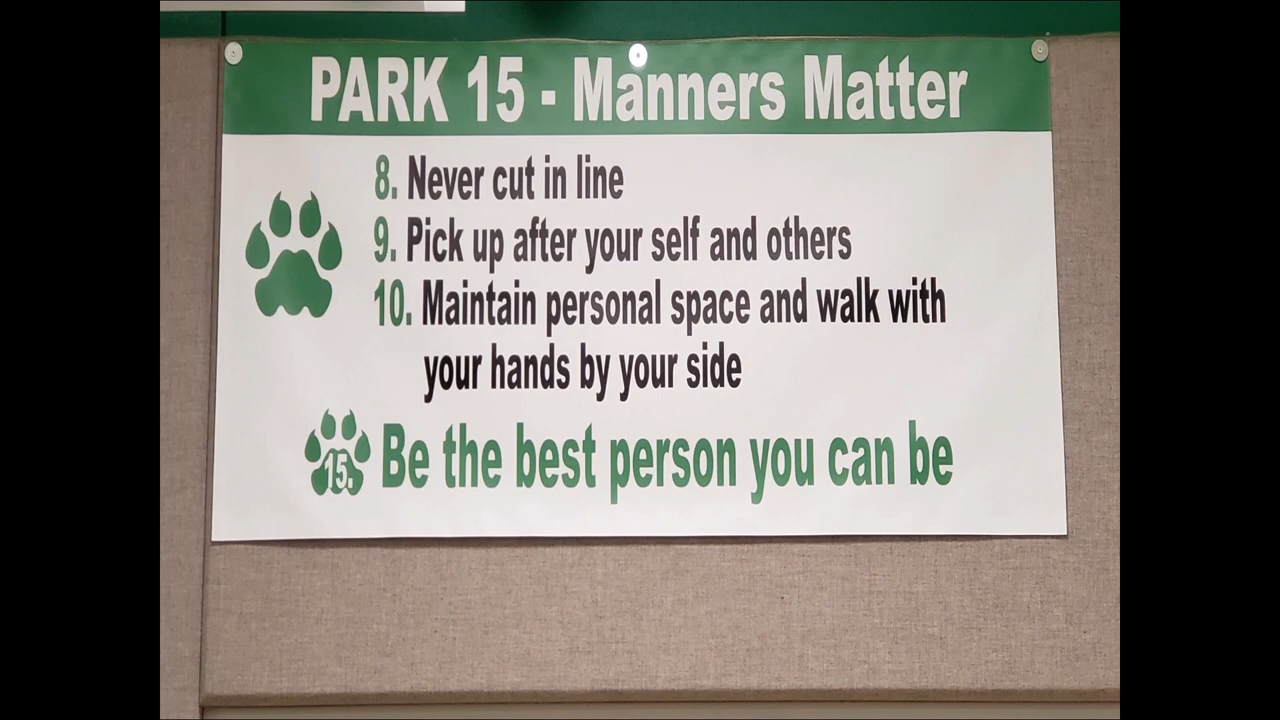 PARK 15 - Manners Matter
8. Never cut in line
9. Pick up after your self and others
10. Maintain personal space and walk with
your hands by your side
15. Be the best person you can be